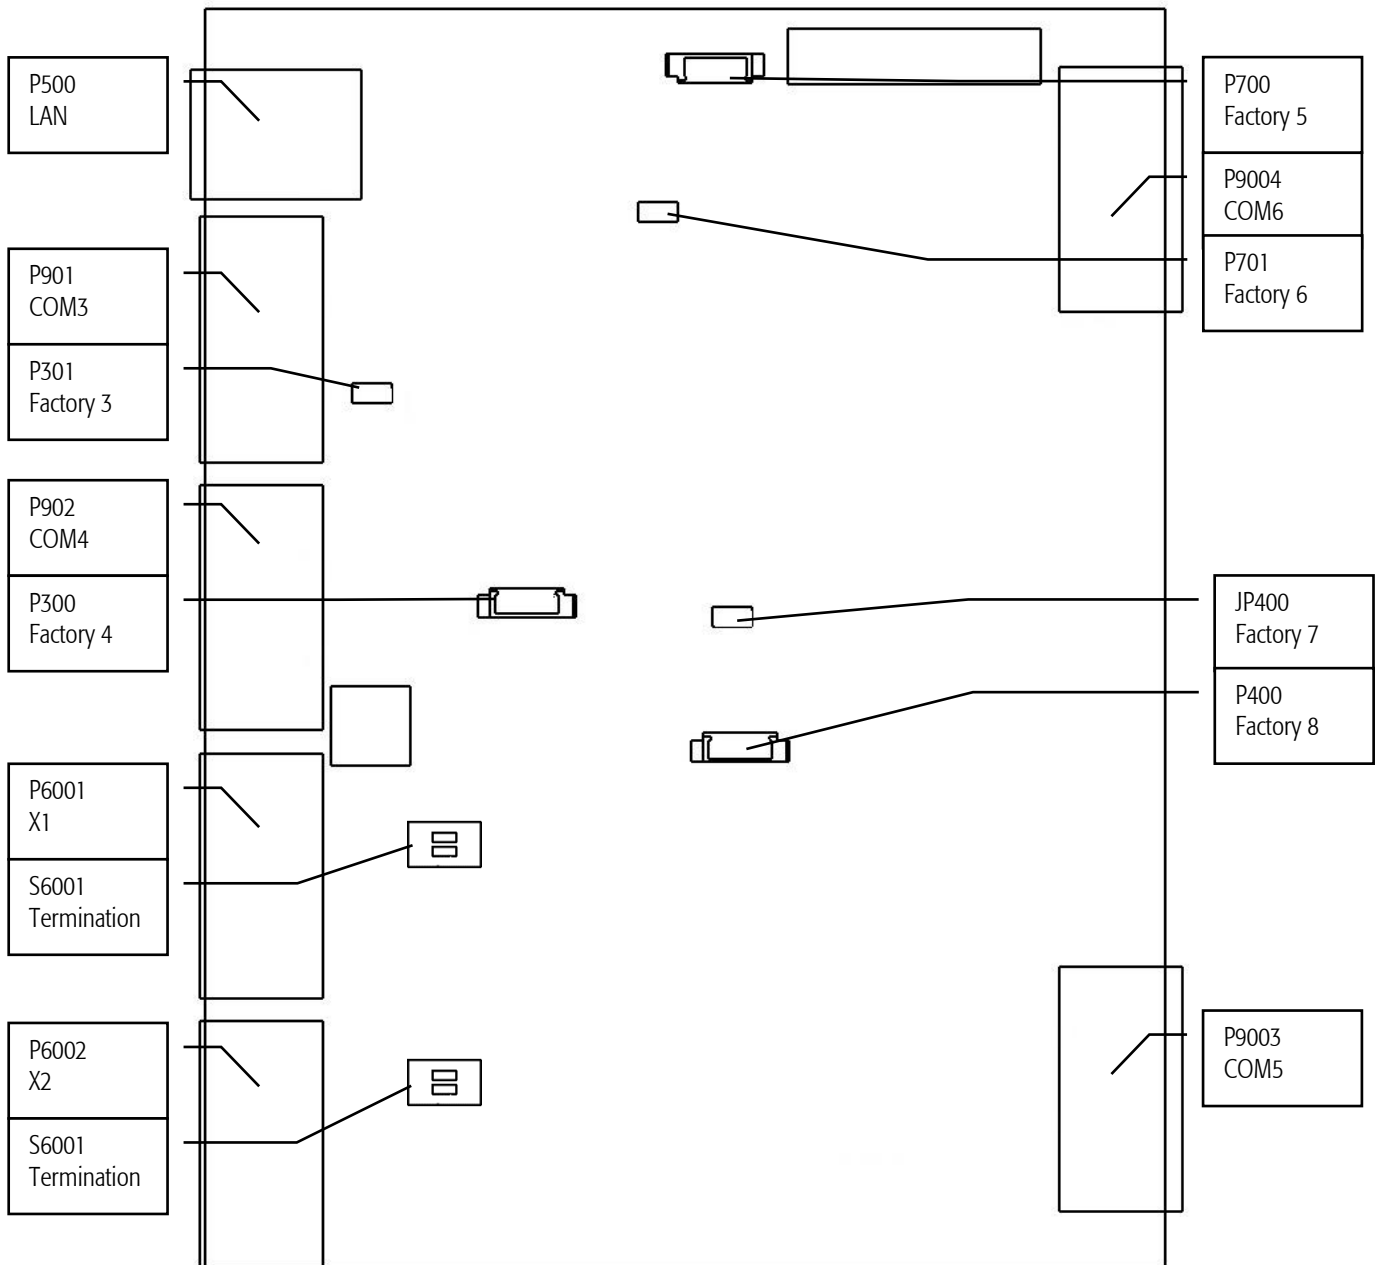 P500
LAN
P901
COM3
P301
Factory 3
P902
COM4
P300
Factory 4
P6001
X1
S6001
Termination
P6002
X2
S6001
Termination
P700
Factory 5
P9004
COM6
P701
Factory 6
JP400
Factory 7
P400
Factory 8
P9003
COM5